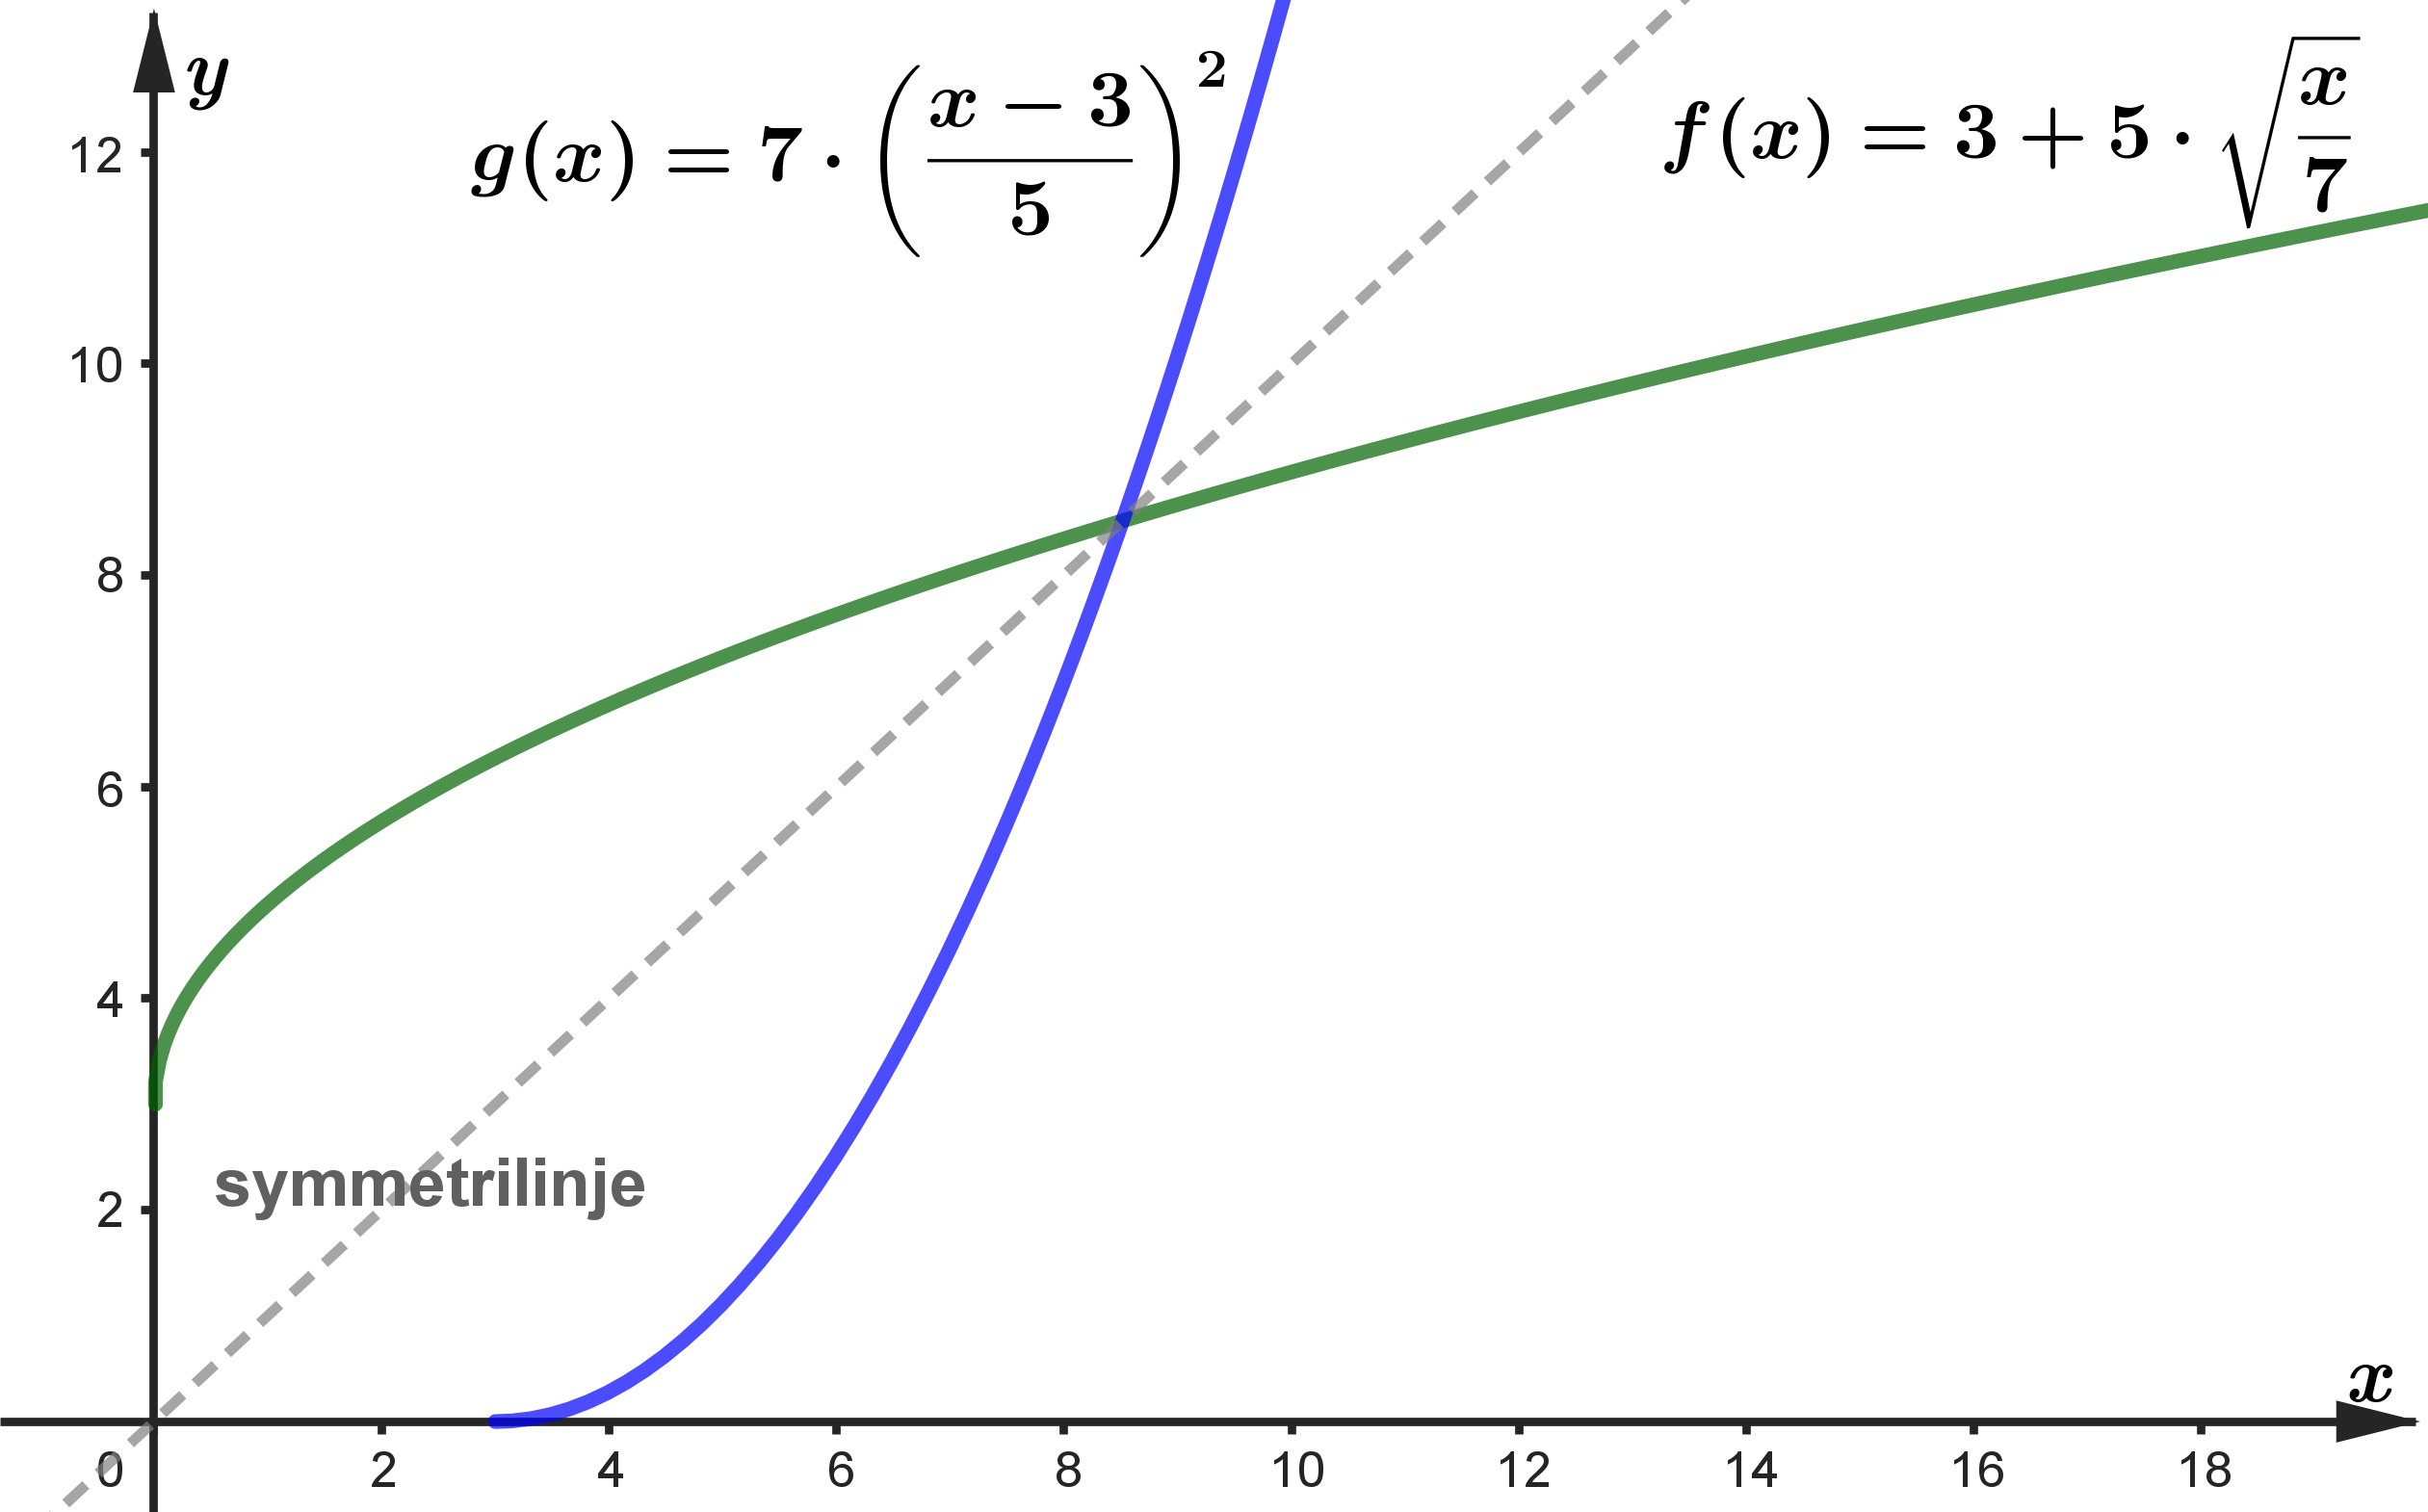 y
g(x) = 7 · ((x − 3)/5)²
f(x) = 3 + 5 · √(x/7)
12
10
8
6
4
symmetrilinje
2
x
0 2 4 6 8 10 12 14 16 18